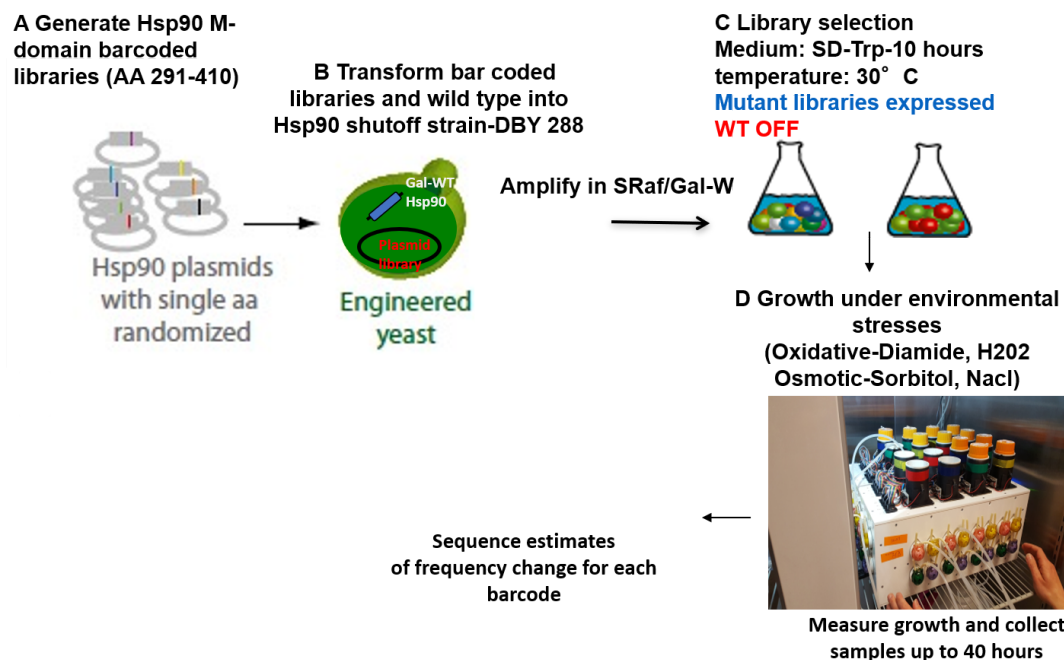 A Generate Hsp90 M-
domain barcoded
libraries (AA 291-410)
B Transform bar coded
libraries and wild type into
Hsp90 shutoff strain-DBY 288
C Library selection
Medium: SD-Trp-10 hours
temperature: 30° C
Mutant libraries expressed
WT OFF
Gal-WT
Hsp90
Plasmid
library
Amplify in SRaf/Gal-W
Hsp90 plasmids
with single aa
randomized
Engineered
yeast
D Growth under environmental
stresses
(Oxidative-Diamide, H202
Osmotic-Sorbitol, Nacl)
Sequence estimates
of frequency change for each
barcode
Measure growth and collect
samples up to 40 hours